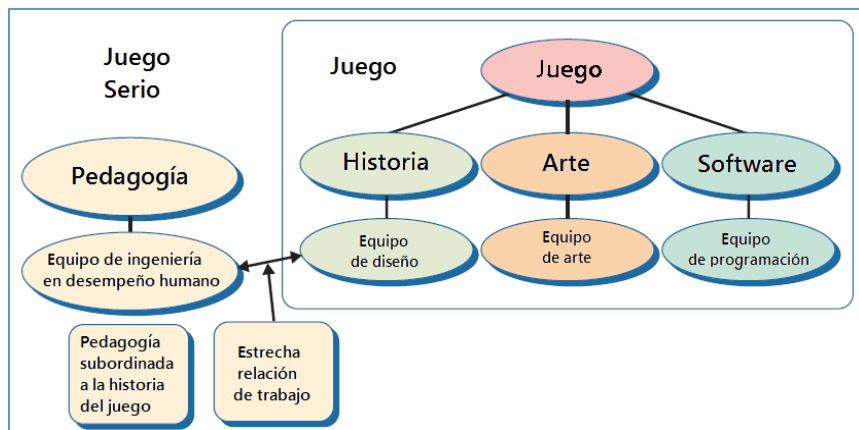 Juego
Serio
Juego
Juego
Historia
Arte
Software
Pedagogía
Equipo
de diseño
Equipo
de arte
Equipo
de programación
Equipo de ingeniería
en desempeño humano
Pedagogía
subordinada
a la historia
del juego
Estrecha
relación
de trabajo